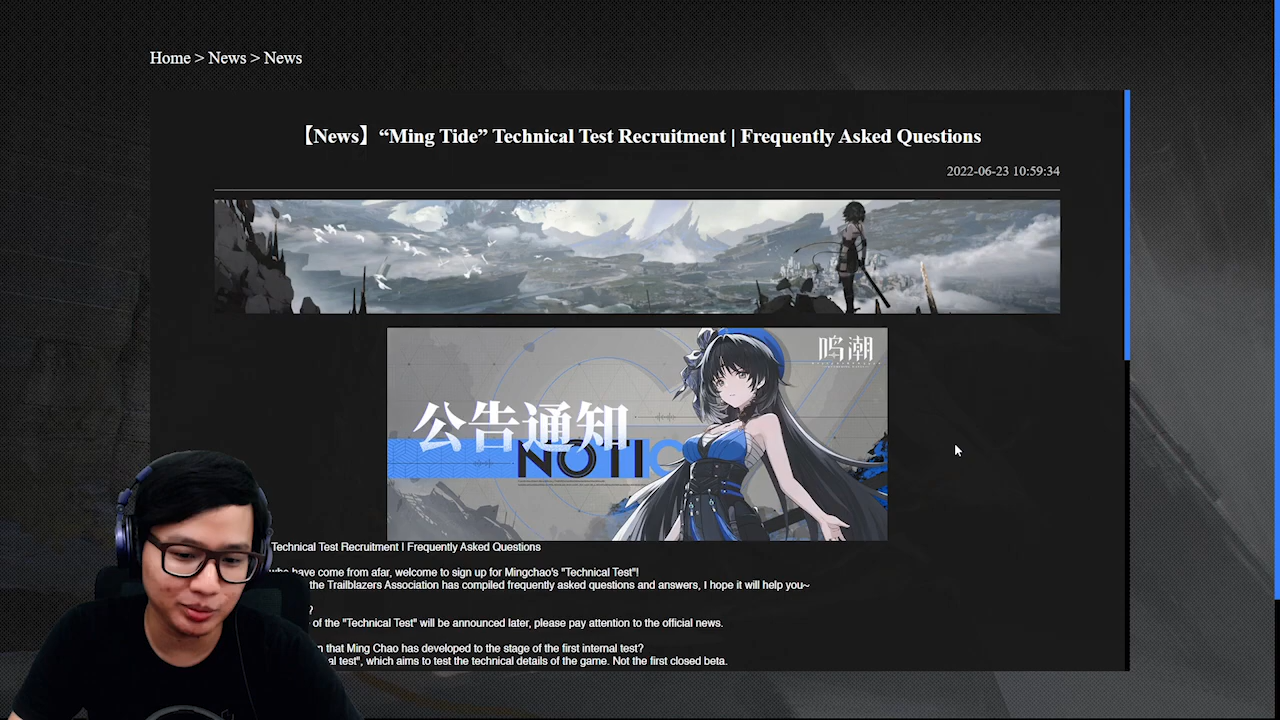 Home > News > News
【News】“Ming Tide” Technical Test Recruitment | Frequently Asked Questions
2022-06-23 10:59:34
鸣潮
公告通知
NOTIC
Technical Test Recruitment | Frequently Asked Questions
who have come from afar, welcome to sign up for Mingchao's "Technical Test"!
the Trailblazers Association has compiled frequently asked questions and answers, I hope it will help you~
?
of the "Technical Test" will be announced later, please pay attention to the official news.
that Ming Chao has developed to the stage of the first internal test?
test", which aims to test the technical details of the game. Not the first closed beta.